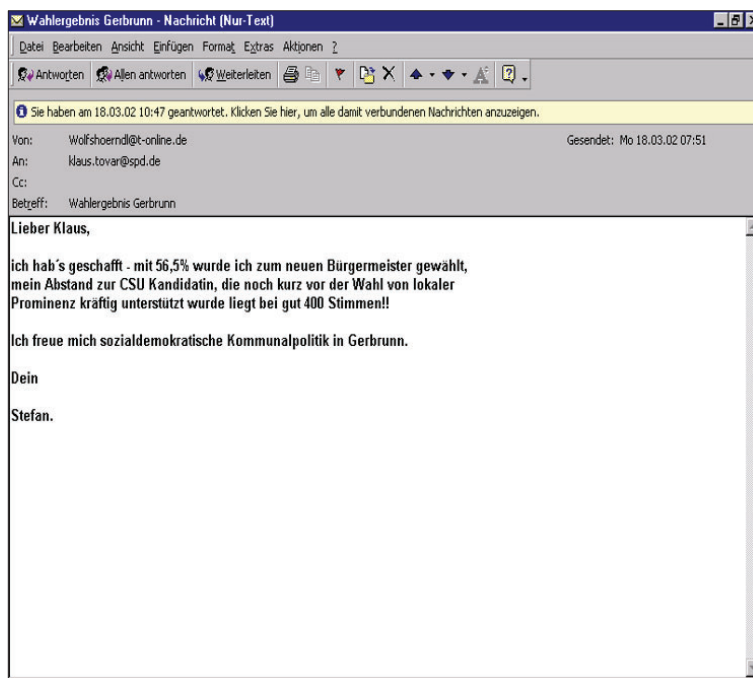 Wahlergebnis Gerbrunn - Nachricht (Nur-Text)
Datei Bearbeiten Ansicht Einfügen Format Extras Aktionen ?
Antworten Allen antworten Weiterleiten
Sie haben am 18.03.02 10:47 geantwortet. Klicken Sie hier, um alle damit verbundenen Nachrichten anzuzeigen.
Von: Wolfshoerndl@t-online.de Gesendet: Mo 18.03.02 07:51
An: klaus.tovar@spd.de
Cc:
Betreff: Wahlergebnis Gerbrunn
Lieber Klaus,
ich hab´s geschafft - mit 56,5% wurde ich zum neuen Bürgermeister gewählt,
mein Abstand zur CSU Kandidatin, die noch kurz vor der Wahl von lokaler
Prominenz kräftig unterstützt wurde liegt bei gut 400 Stimmen!!
Ich freue mich sozialdemokratische Kommunalpolitik in Gerbrunn.
Dein
Stefan.